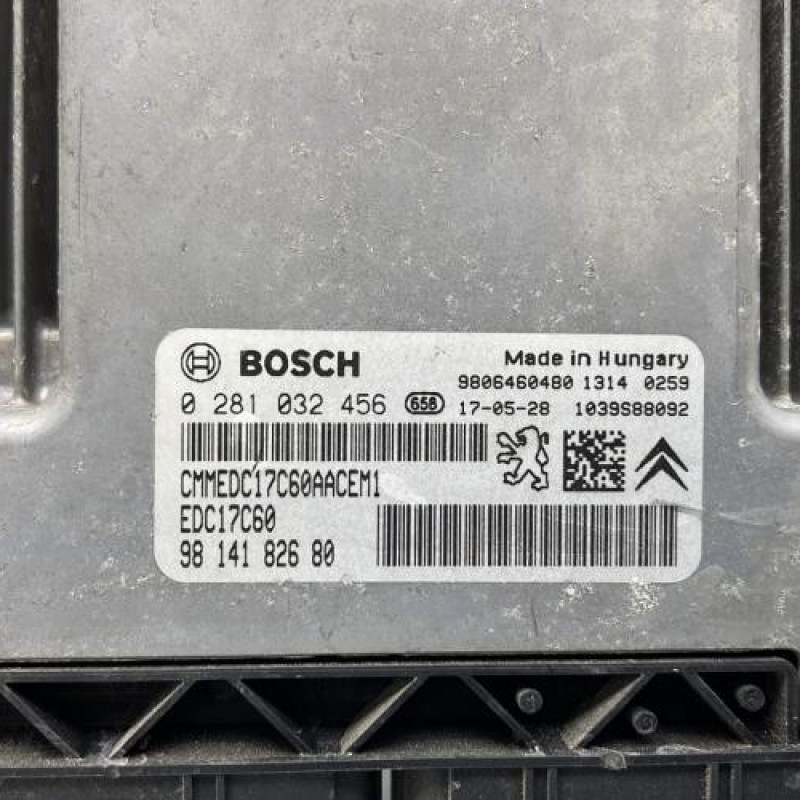 BOSCH
Made in Hungary
9806460480 1314 0259
0 281 032 456 656 17-05-28 1039S88092
CMMEDC17C60AACEM1
EDC17C60
98 141 826 80